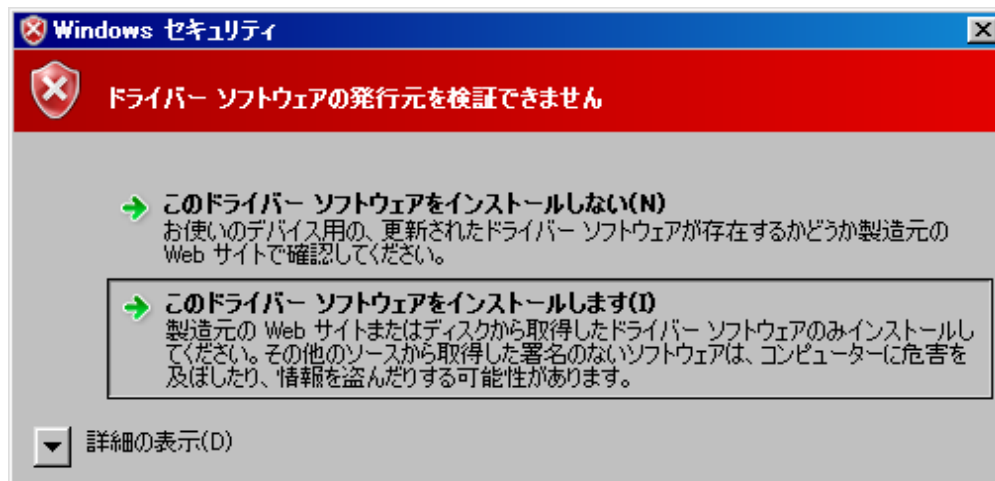 Windows セキュリティ
ドライバー ソフトウェアの発行元を検証できません
このドライバー ソフトウェアをインストールしない(N)
お使いのデバイス用の、更新されたドライバー ソフトウェアが存在するかどうか製造元の
Web サイトで確認してください。
このドライバー ソフトウェアをインストールします(I)
製造元の Web サイトまたはディスクから取得したドライバー ソフトウェアのみインストールし
てください。その他のソースから取得した署名のないソフトウェアは、コンピューターに危害を
及ぼしたり、情報を盗んだりする可能性があります。
詳細の表示(D)